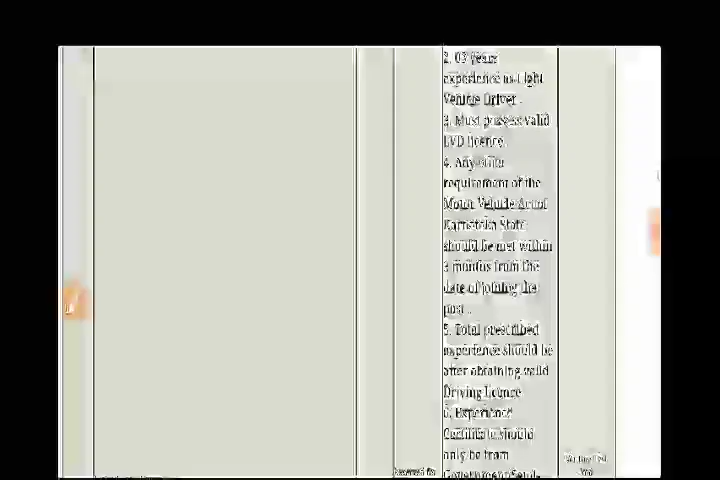 2. 03 years
experience as Light
Vehicle Driver.
3. Must possess valid
LVD licence
4. Any
requirement of the
Motor Vehicle Act of
Karnataka State
should be met within
3 months from the
date of joining the
post.
5. Total prescribed
experience should be
after obtaining valid
Driving licence
6. Experience
Certificate should
only be from